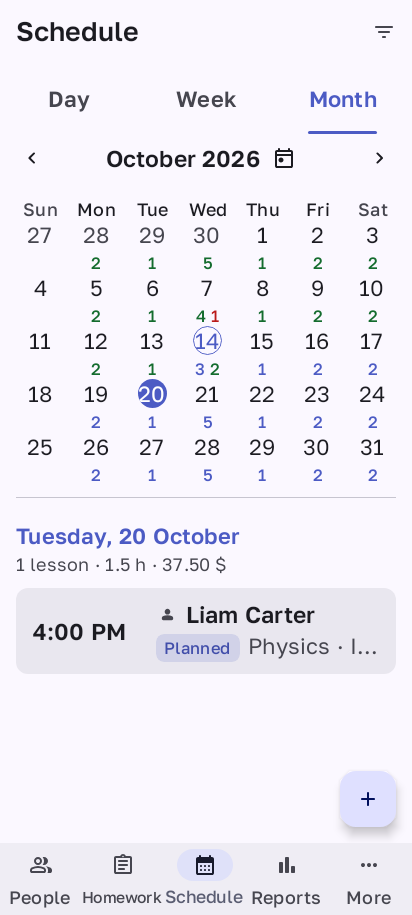 Schedule
Day Week Month
October 2026
Sun Mon Tue Wed Thu Fri Sat
27 28 29 30 1 2 3
2 1 5 1 2 2
4 5 6 7 8 9 10
2 1 4 1 1 2 2
11 12 13 14 15 16 17
2 1 3 2 1 2 2
18 19 20 21 22 23 24
2 1 5 1 2 2
25 26 27 28 29 30 31
2 1 5 1 2 2
Tuesday, 20 October
1 lesson · 1.5 h · 37.50 $
4:00 PM Liam Carter
Planned Physics · I...
People Homework Schedule Reports More